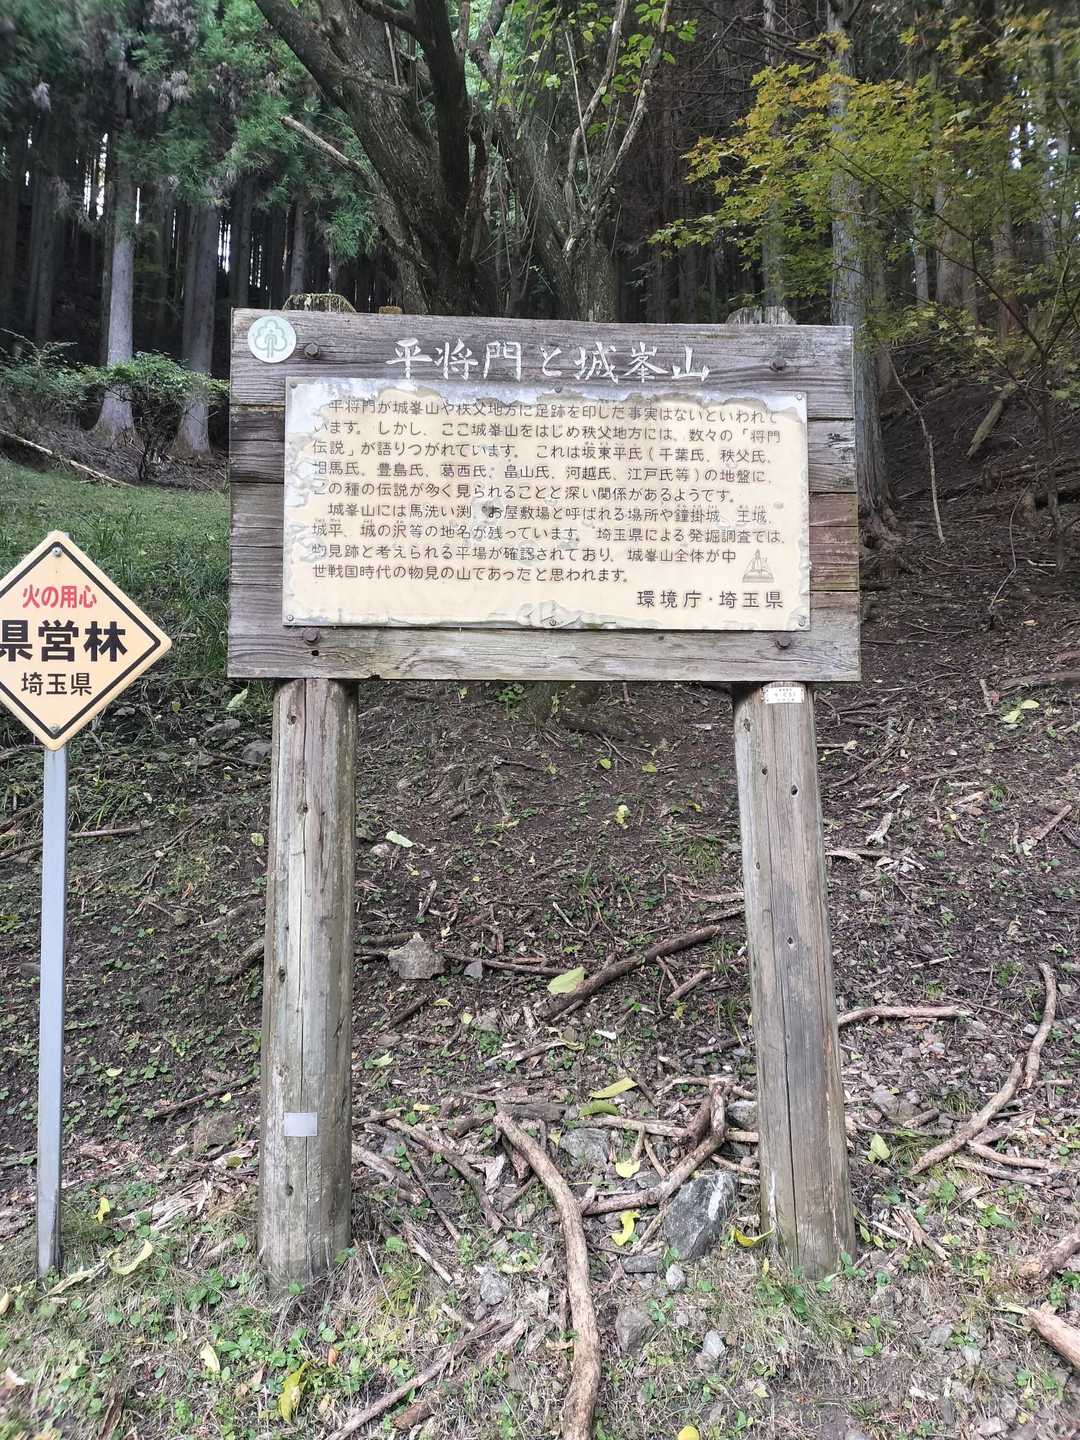 平将門と城峯山
平将門が城峯山や秩父地方に足跡を印した事実はないといわれて
います。しかし、ここ城峯山をはじめ秩父地方には、数々の「将門
伝説」が語りつがれています。これは坂東平氏(千葉氏、秩父氏、
相馬氏、豊島氏、葛西氏、畠山氏、河越氏、江戸氏等)の地盤に、
この種の伝説が多く見られることと深い関係があるようです。
城峯山には馬洗い渕、お屋敷場と呼ばれる場所や鐘掛城、王城、
城平、城の沢等の地名が残っています。埼玉県による発掘調査では、
物見跡と考えられる平場が確認されており、城峯山全体が中
世戦国時代の物見の山であったと思われます。
環境庁・埼玉県
火の用心
県営林
埼玉県